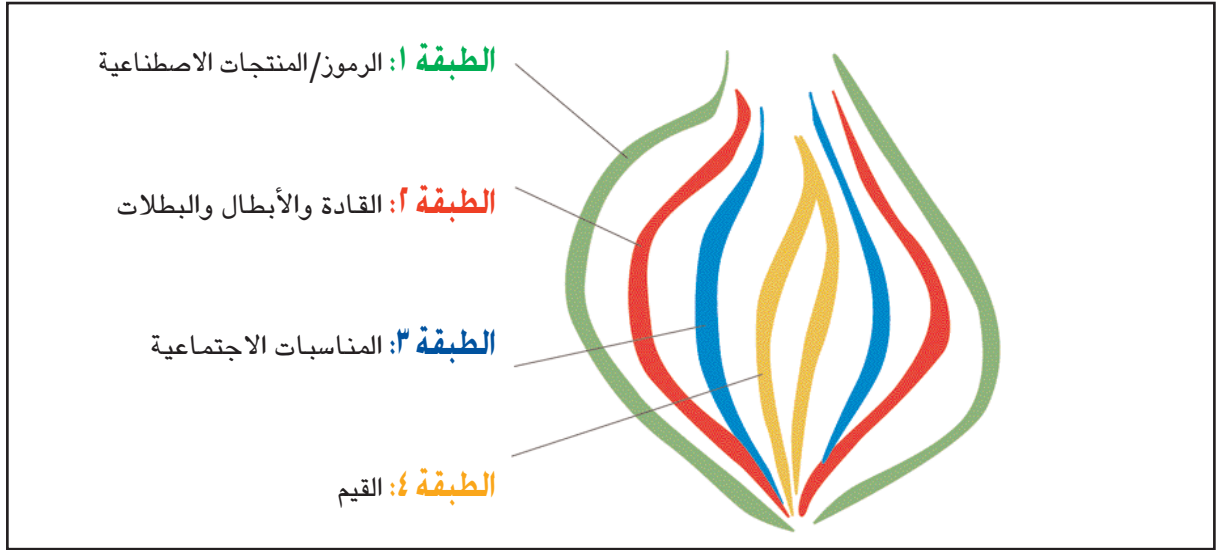 الطبقة ١: الرموز/المنتجات الاصطناعية
الطبقة ٢: القادة والأبطال والبطلات
الطبقة ٣: المناسبات الاجتماعية
الطبقة ٤: القيم